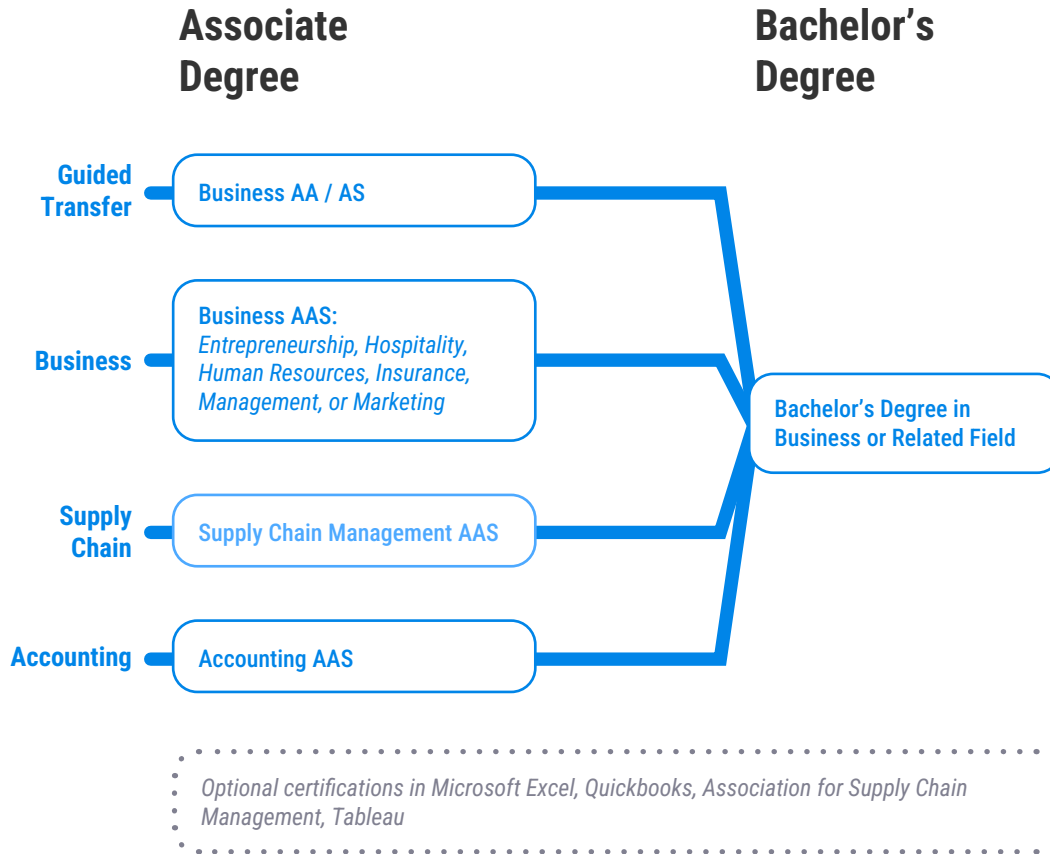 Associate
Degree
Bachelor’s
Degree
Guided
Transfer
Business AA / AS
Business
Business AAS:
Entrepreneurship, Hospitality,
Human Resources, Insurance,
Management, or Marketing
Bachelor’s Degree in
Business or Related Field
Supply
Chain
Supply Chain Management AAS
Accounting
Accounting AAS
Optional certifications in Microsoft Excel, Quickbooks, Association for Supply Chain
Management, Tableau